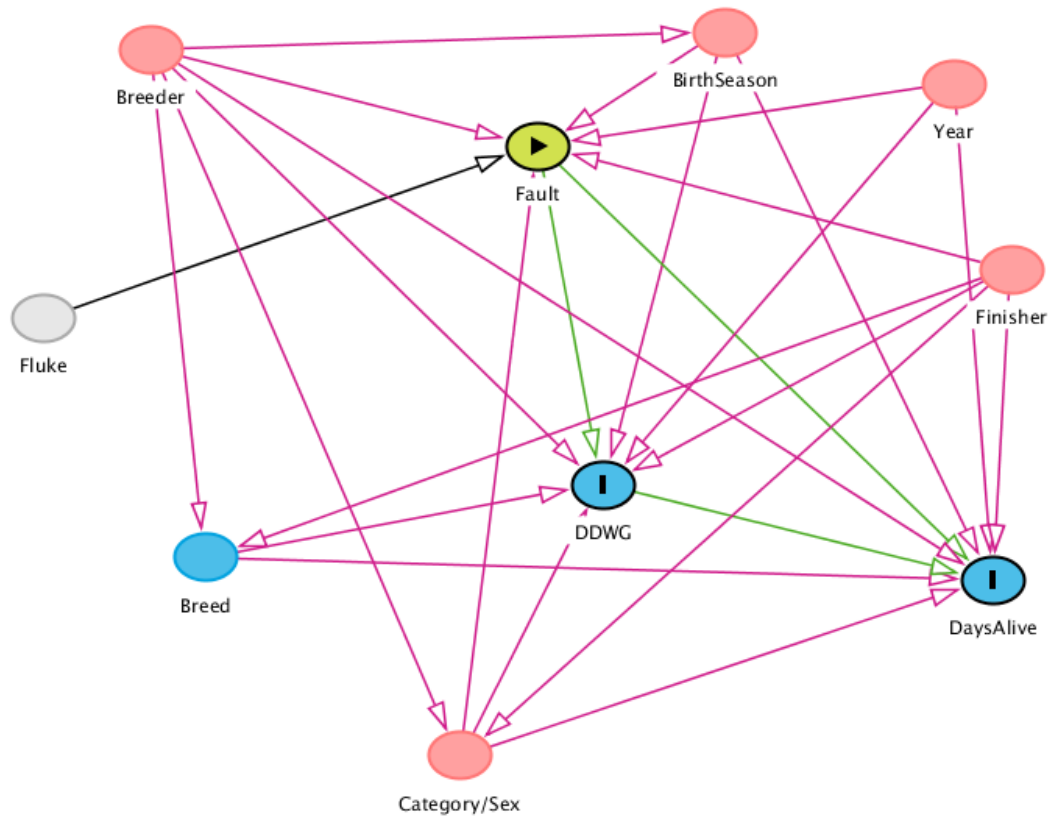 Breeder
BirthSeason
Year
Fault
Finisher
Fluke
DDWG
Breed
DaysAlive
Category/Sex